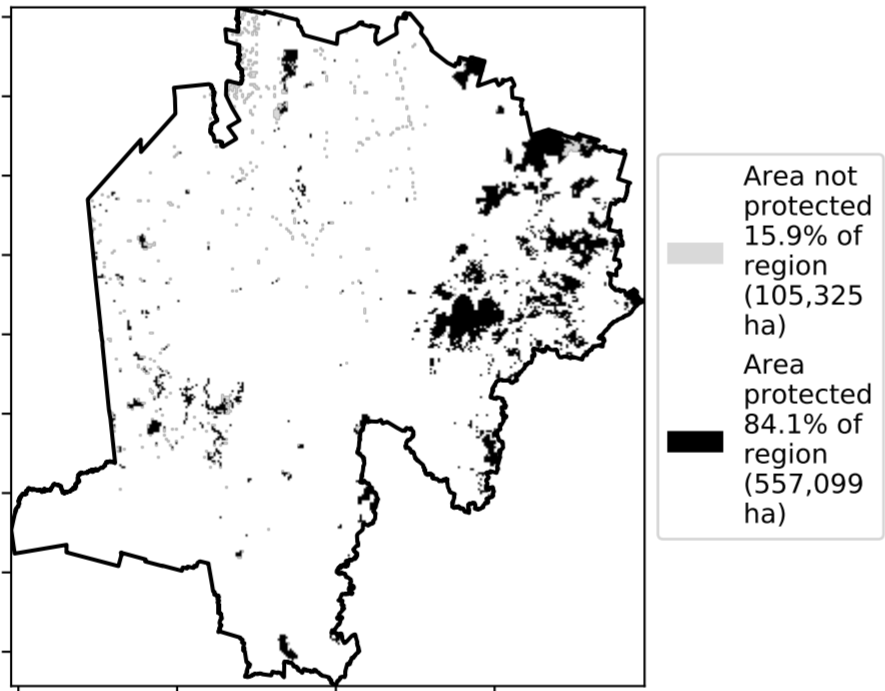 Area not
protected
15.9% of
region
(105,325
ha)
Area
protected
84.1% of
region
(557,099
ha)